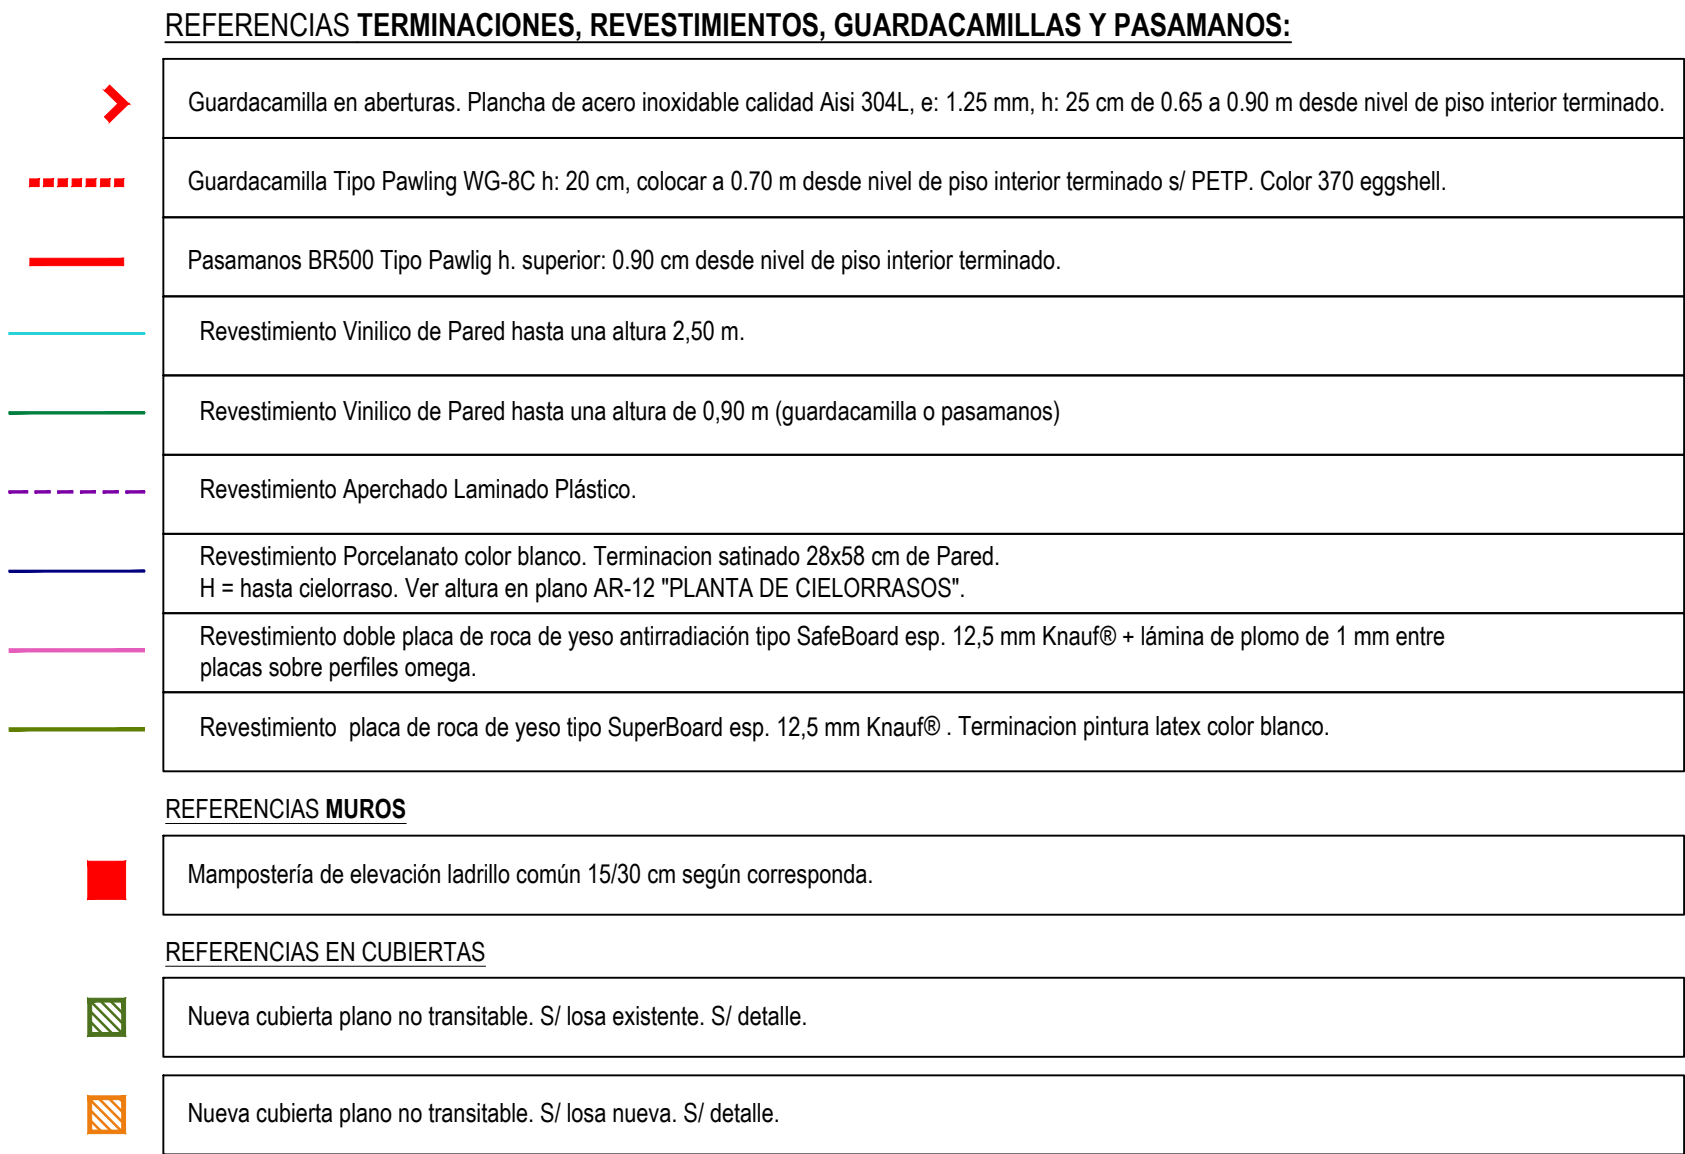 REFERENCIAS TERMINACIONES, REVESTIMIENTOS, GUARDACAMILLAS Y PASAMANOS:
Guardacamilla en aberturas. Plancha de acero inoxidable calidad Aisi 304L, e: 1.25 mm, h: 25 cm de 0.65 a 0.90 m desde nivel de piso interior terminado.
Guardacamilla Tipo Pawling WG-8C h: 20 cm, colocar a 0.70 m desde nivel de piso interior terminado s/ PETP. Color 370 eggshell.
Pasamanos BR500 Tipo Pawlig h. superior: 0.90 cm desde nivel de piso interior terminado.
Revestimiento Vinilico de Pared hasta una altura 2,50 m.
Revestimiento Vinilico de Pared hasta una altura de 0,90 m (guardacamilla o pasamanos)
Revestimiento Aperchado Laminado Plástico.
Revestimiento Porcelanato color blanco. Terminacion satinado 28x58 cm de Pared.
H = hasta cielorraso. Ver altura en plano AR-12 "PLANTA DE CIELORRASOS".
Revestimiento doble placa de roca de yeso antirradiación tipo SafeBoard esp. 12,5 mm Knauf® + lámina de plomo de 1 mm entre
placas sobre perfiles omega.
Revestimiento placa de roca de yeso tipo SuperBoard esp. 12,5 mm Knauf® . Terminacion pintura latex color blanco.
REFERENCIAS MUROS
Mampostería de elevación ladrillo común 15/30 cm según corresponda.
REFERENCIAS EN CUBIERTAS
Nueva cubierta plano no transitable. S/ losa existente. S/ detalle.
Nueva cubierta plano no transitable. S/ losa nueva. S/ detalle.